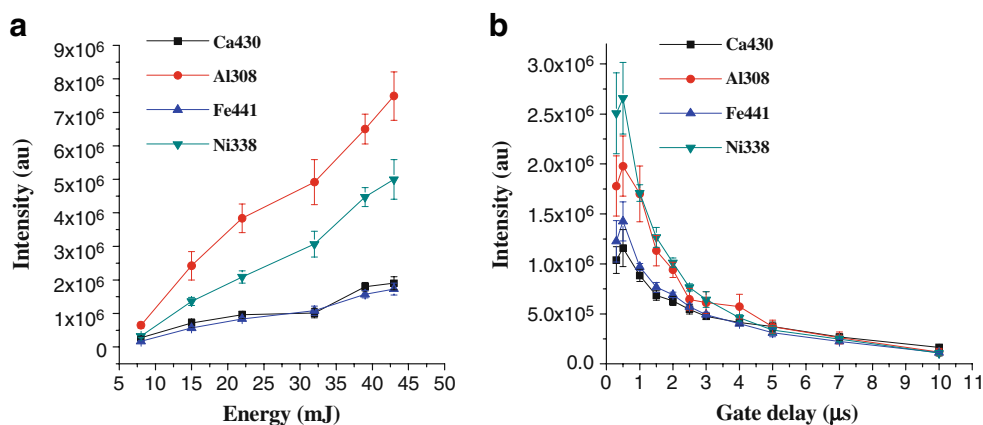 a
Ca430
Al308
Fe441
Ni338
9x10⁶
8x10⁶
7x10⁶
6x10⁶
5x10⁶
4x10⁶
3x10⁶
2x10⁶
1x10⁶
0
Intensity (au)
5 10 15 20 25 30 35 40 45 50
Energy (mJ)
b
Ca430
Al308
Fe441
Ni338
3.0x10⁶
2.5x10⁶
2.0x10⁶
1.5x10⁶
1.0x10⁶
5.0x10⁵
0.0
Intensity (au)
0 1 2 3 4 5 6 7 8 9 10 11
Gate delay (μs)